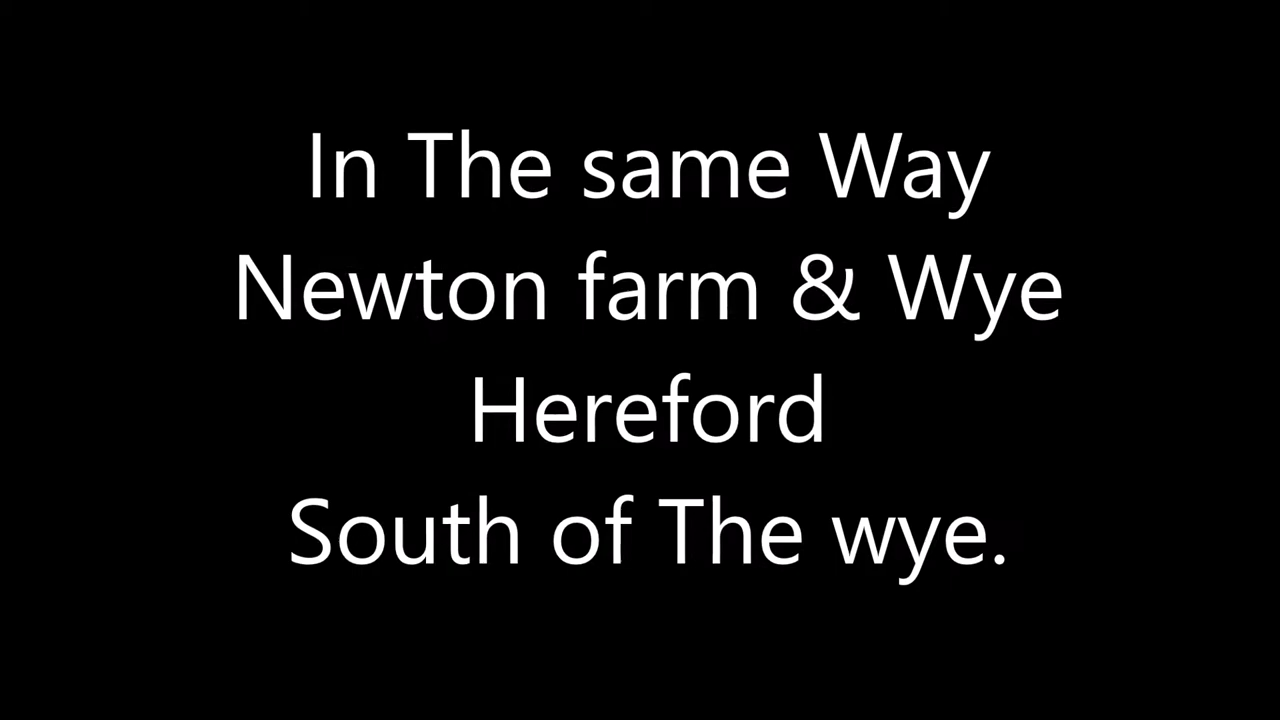 In The same Way
Newton farm & Wye
Hereford
South of The wye.